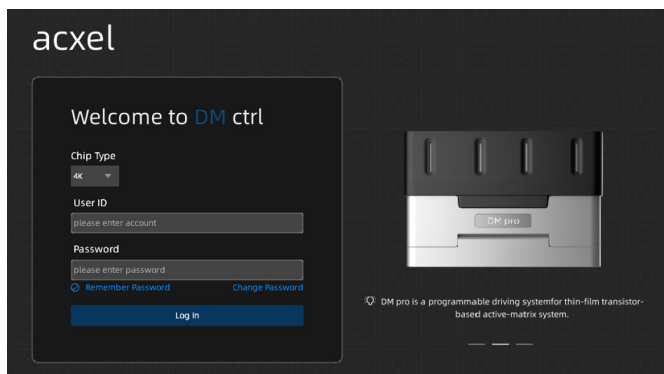 acxel
Welcome to DM ctrl
Chip Type
4K
User ID
please enter account
Password
please enter password
Remember Password
Change Password
Log In
DM pro
DM pro is a programmable driving systemfor thin-film transistor-
based active-matrix system.